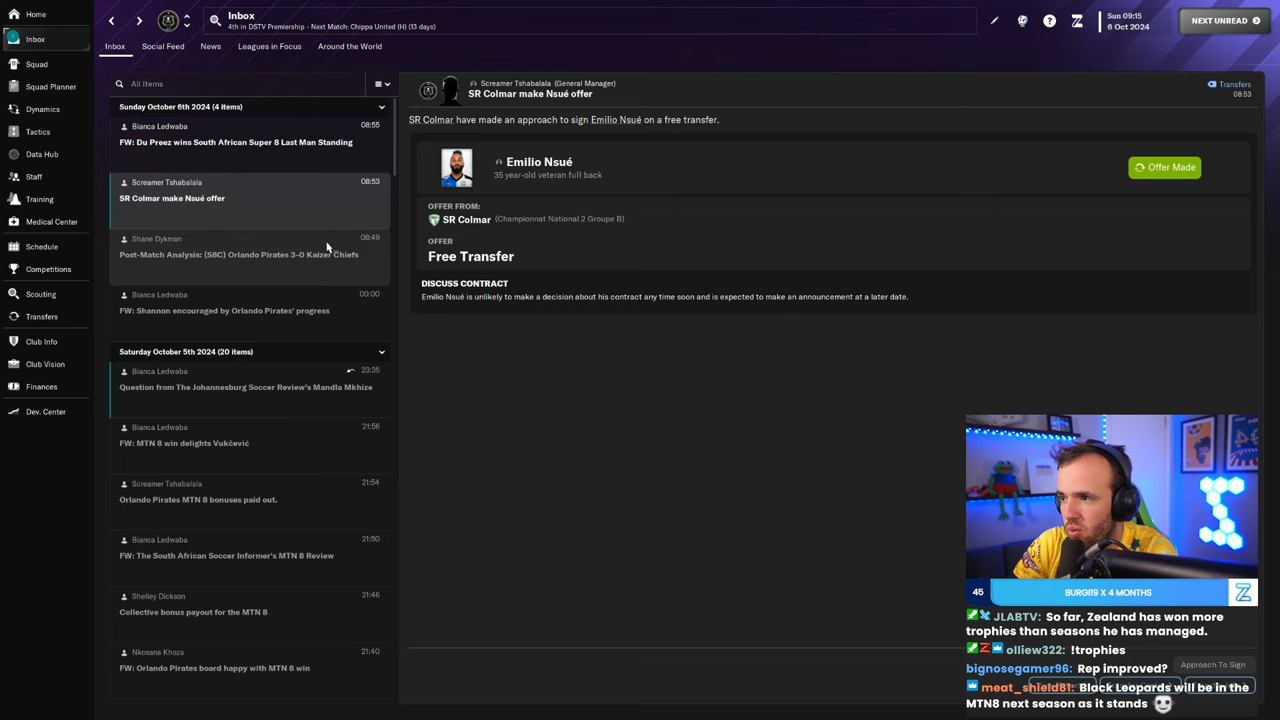 Home
Inbox
Squad
Squad Planner
Dynamics
Tactics
Data Hub
Staff
Training
Medical Center
Schedule
Competitions
Scouting
Transfers
Club Info
Club Vision
Finances
Dev. Center
Inbox
4th in DSTV Premiership - Next Match: Chippa United (H) (13 days)
Sun 09:15
6 Oct 2024
NEXT UNREAD
Inbox
Social Feed
News
Leagues in Focus
Around the World
All Items
Sunday October 6th 2024 (4 items)
Bianca Ledwaba 08:55
FW: Du Preez wins South African Super 8 Last Man Standing
Screamer Tshabalala 08:53
SR Colmar make Nsué offer
Shane Dykman 08:49
Post-Match Analysis: (S8C) Orlando Pirates 3-0 Kaizer Chiefs
Bianca Ledwaba 00:00
FW: Shannon encouraged by Orlando Pirates' progress
Saturday October 5th 2024 (20 items)
Bianca Ledwaba 23:35
Question from The Johannesburg Soccer Review's Mandla Mkhize
Bianca Ledwaba 21:56
FW: MTN 8 win delights Vukčević
Screamer Tshabalala 21:54
Orlando Pirates MTN 8 bonuses paid out.
Bianca Ledwaba 21:50
FW: The South African Soccer Informer's MTN 8 Review
Shelley Dickson 21:46
Collective bonus payout for the MTN 8
Nkosana Khoza 21:40
FW: Orlando Pirates board happy with MTN 8 win
Screamer Tshabalala (General Manager)
SR Colmar make Nsué offer
Transfers
08:53
SR Colmar have made an approach to sign Emilio Nsué on a free transfer.
Emilio Nsué
35 year-old veteran full back
Offer Made
OFFER FROM:
SR Colmar (Championnat National 2 Groupe B)
OFFER
Free Transfer
DISCUSS CONTRACT
Emilio Nsué is unlikely to make a decision about his contract any time soon and is expected to make an announcement at a later date.
45 BURGI19 X 4 MONTHS
JLABTV: So far, Zealand has won more
trophies than seasons he has managed.
olliew322: !trophies
bignosegamer96: Rep improved?
Approach To Sign
meat_shield81: Black Leopards will be in the
MTN8 next season as it stands